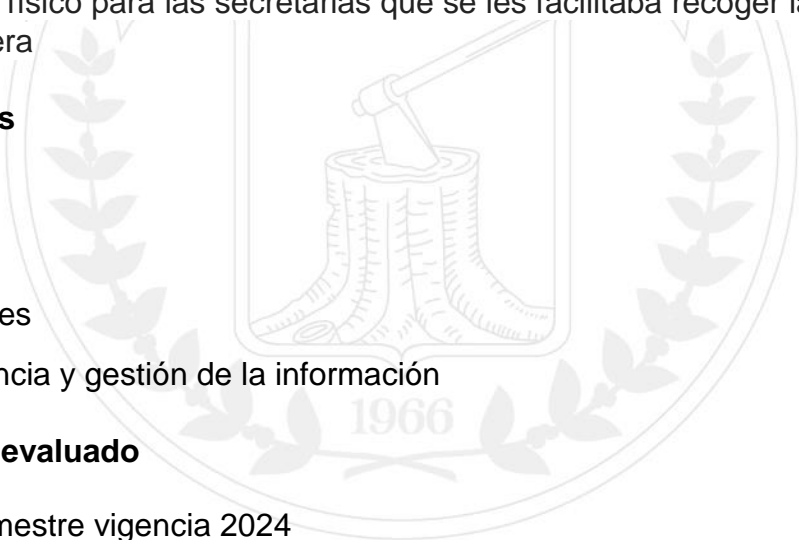 físico para las secretarias que se les facilitaba recoger la
era
s
es
ncia y gestión de la información
1966
evaluado
mestre vigencia 2024